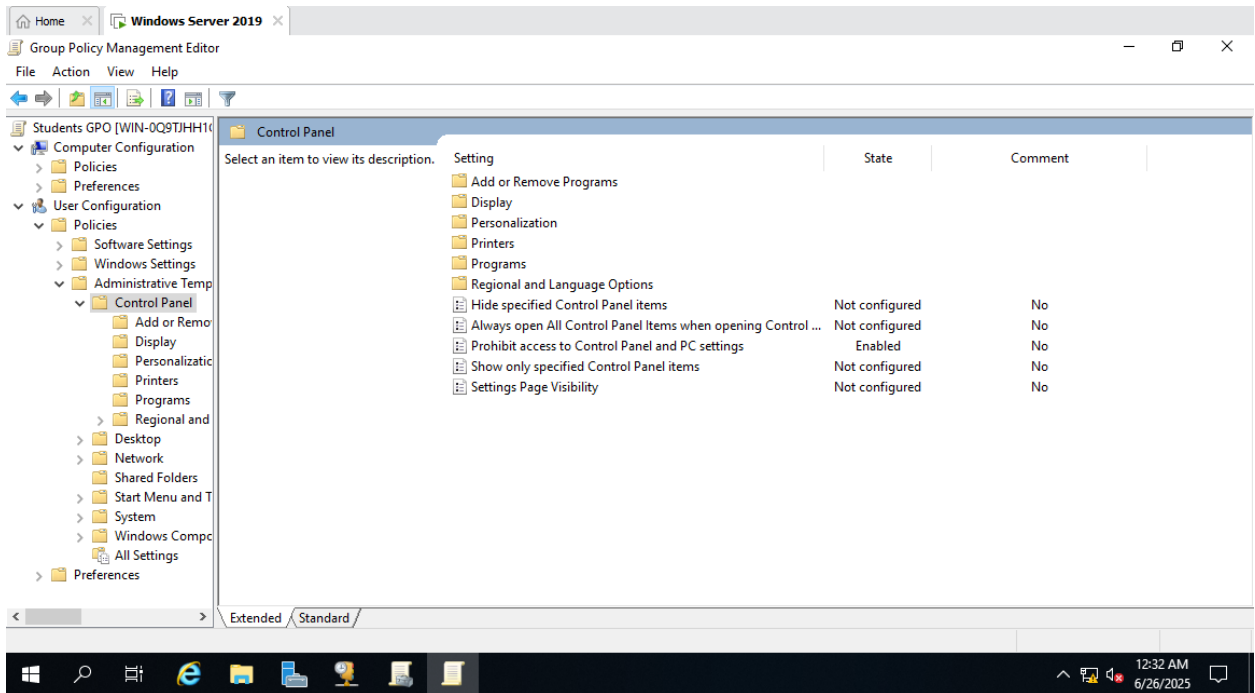 Home
Windows Server 2019
Group Policy Management Editor
File Action View Help
Students GPO [WIN-0Q9TJHH1
Computer Configuration
Policies
Preferences
User Configuration
Policies
Software Settings
Windows Settings
Administrative Temp
Control Panel
Add or Remo
Display
Personalizatic
Printers
Programs
Regional and
Desktop
Network
Shared Folders
Start Menu and T
System
Windows Compo
All Settings
Preferences
Control Panel
Select an item to view its description.
Setting State Comment
Add or Remove Programs
Display
Personalization
Printers
Programs
Regional and Language Options
Hide specified Control Panel items Not configured No
Always open All Control Panel Items when opening Control ... Not configured No
Prohibit access to Control Panel and PC settings Enabled No
Show only specified Control Panel items Not configured No
Settings Page Visibility Not configured No
Extended Standard
12:32 AM
6/26/2025